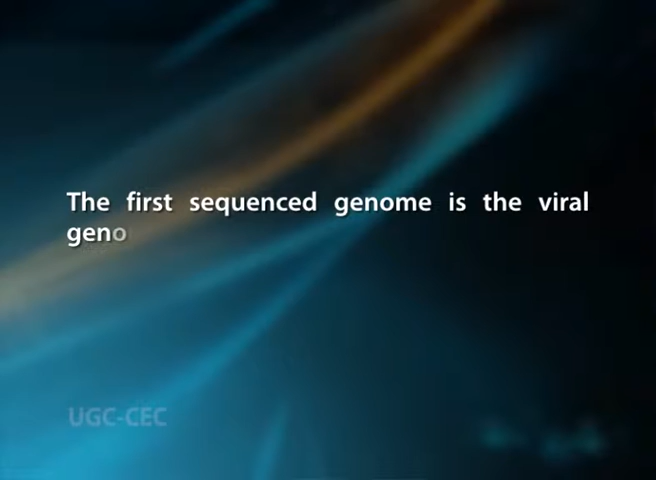 The first sequenced genome is the viral
geno
UGC-CEC